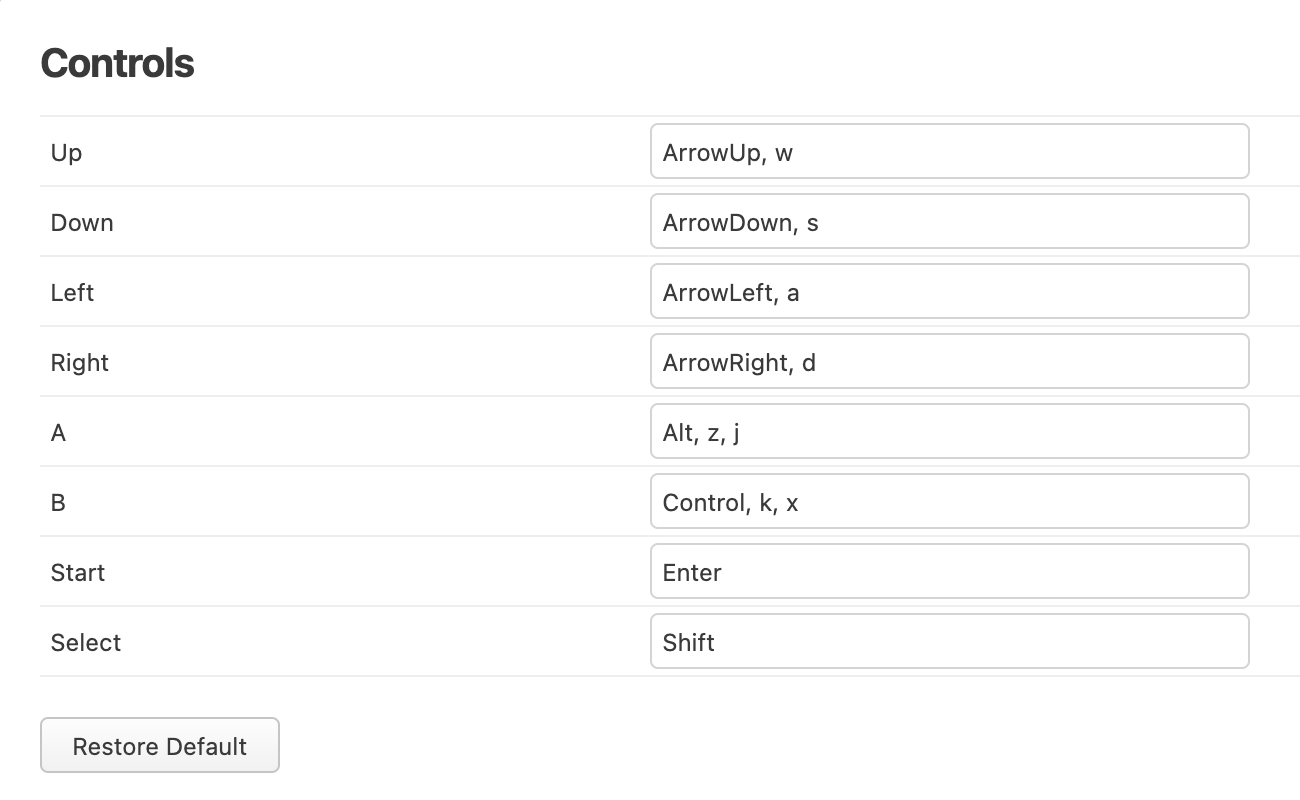 Controls
Up ArrowUp, w
Down ArrowDown, s
Left ArrowLeft, a
Right ArrowRight, d
A Alt, z, j
B Control, k, x
Start Enter
Select Shift
Restore Default